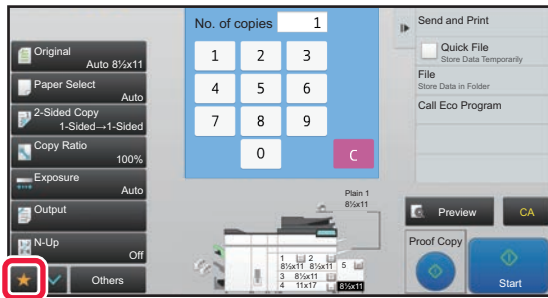 Original
Auto 8½x11
Paper Select
Auto
2-Sided Copy
1-Sided→1-Sided
Copy Ratio
100%
Exposure
Auto
Output
N-Up
Off
Others
No. of copies 1
1 2 3
4 5 6
7 8 9
0 C
Plain 1
8½x11
1 2
8½x11 8½x11 5
3 8½x11
4 11x17 8½x11
Send and Print
Quick File
Store Data Temporarily
File
Store Data in Folder
Call Eco Program
Preview CA
Proof Copy
Start